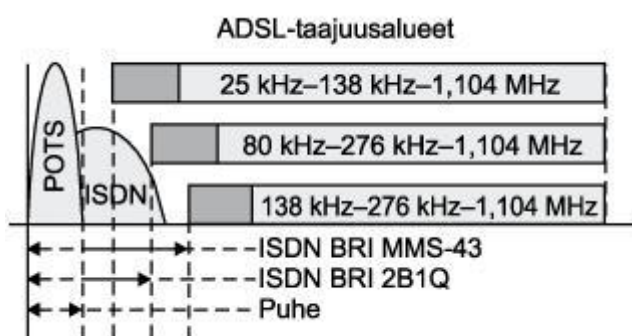 ADSL-taajuusalueet
25 kHz–138 kHz–1,104 MHz
80 kHz–276 kHz–1,104 MHz
138 kHz–276 kHz–1,104 MHz
POTS
ISDN
ISDN BRI MMS-43
ISDN BRI 2B1Q
Puhe